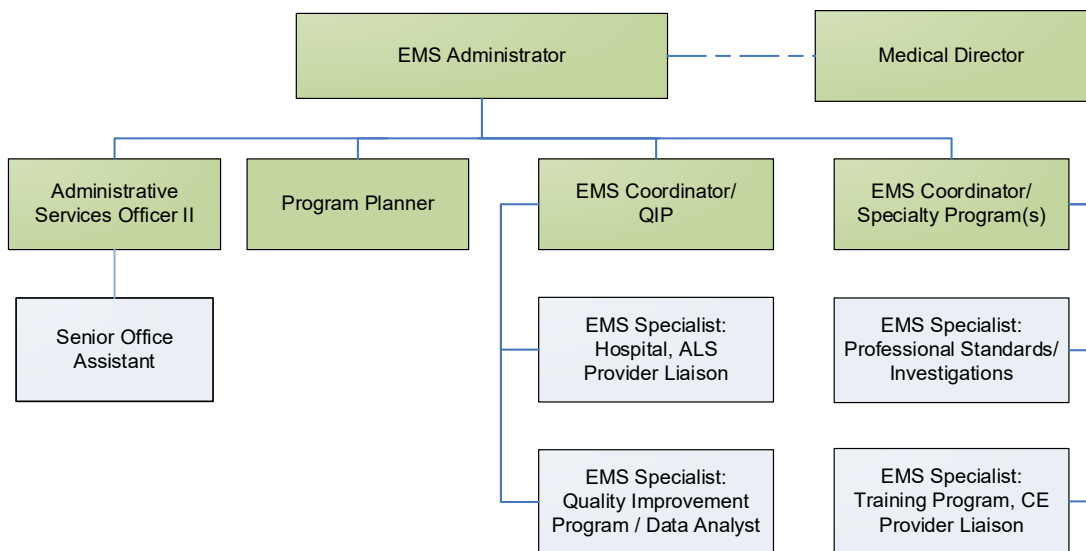 EMS Administrator
Medical Director
Administrative
Services Officer II
Program Planner
EMS Coordinator/
QIP
EMS Coordinator/
Specialty Program(s)
Senior Office
Assistant
EMS Specialist:
Hospital, ALS
Provider Liaison
EMS Specialist:
Professional Standards/
Investigations
EMS Specialist:
Quality Improvement
Program / Data Analyst
EMS Specialist:
Training Program, CE
Provider Liaison